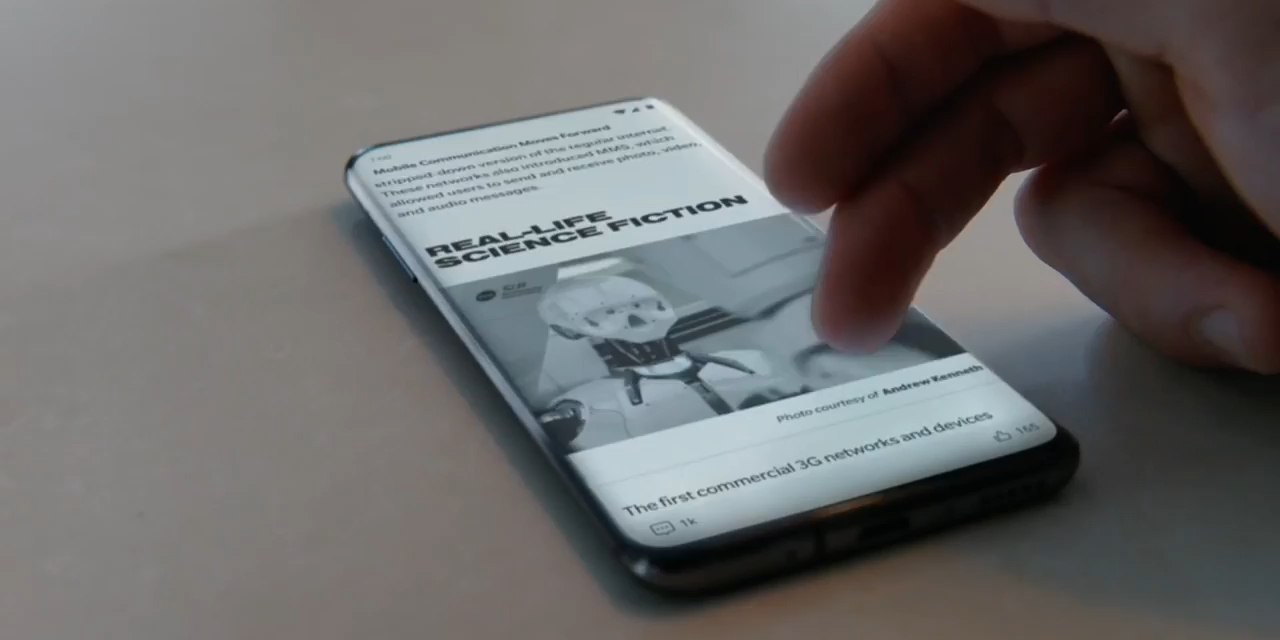 Mobile Communication Moves Forward
stripped-down version of the regular internet.
These networks also introduced MMS, which
allowed users to send and receive photo, video,
and audio messages.
REAL-LIFE
SCIENCE FICTION
Photo courtesy of Andrew Kenneth
The first commercial 3G networks and devices
1k
165